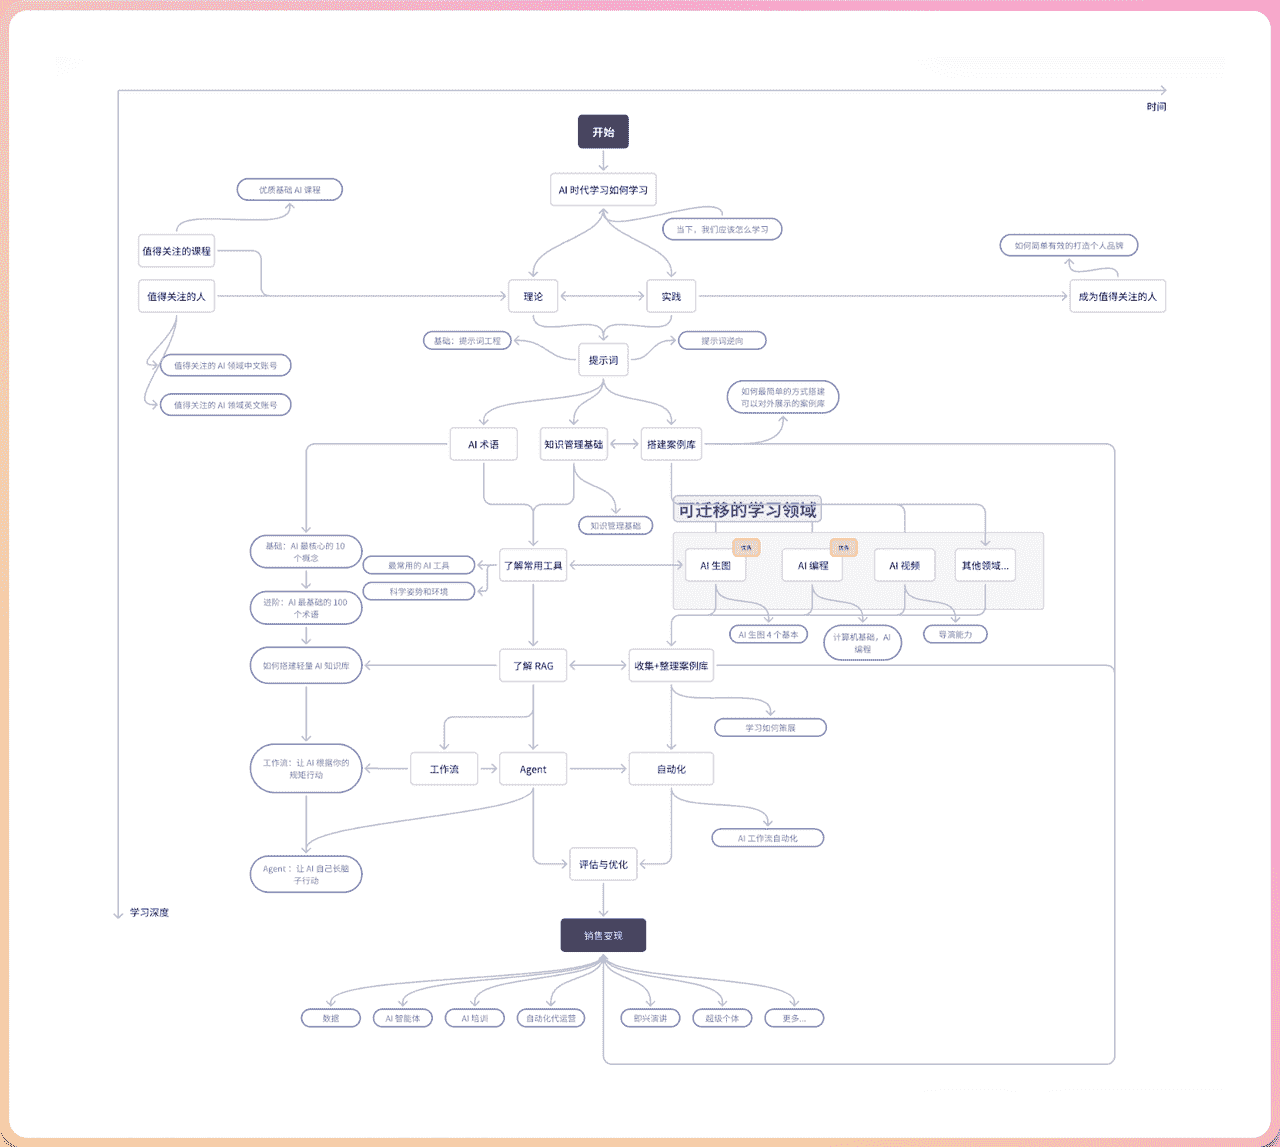 时间
开始
AI 时代学习如何学习
优质基础 AI 课程
当下，我们应该怎么学习
值得关注的课程
如何简单有效的打造个人品牌
值得关注的人
理论
实践
成为值得关注的人
基础：提示词工程
提示词逆向
提示词
值得关注的 AI 领域中文账号
值得关注的 AI 领域英文账号
如何最简单的方式搭建
可以对外展示的案例库
AI 术语
知识管理基础
搭建案例库
可迁移的学习领域
知识管理基础
基础：AI 最核心的 10
个概念
最常用的 AI 工具
科学姿势和环境
了解常用工具
优先
AI 生图
优先
AI 编程
AI 视频
其他领域...
进阶：AI 最基础的 100
个术语
AI 生图 4 个基本
计算机基础，AI
编程
导演能力
如何搭建轻量 AI 知识库
了解 RAG
收集+整理案例库
学习如何策展
工作流：让 AI 根据你的
规矩行动
工作流
Agent
自动化
AI 工作流自动化
Agent ：让 AI 自己长脑
子行动
评估与优化
学习深度
销售变现
数据
AI 智能体
AI 培训
自动化代运营
即兴演讲
超级个体
更多...